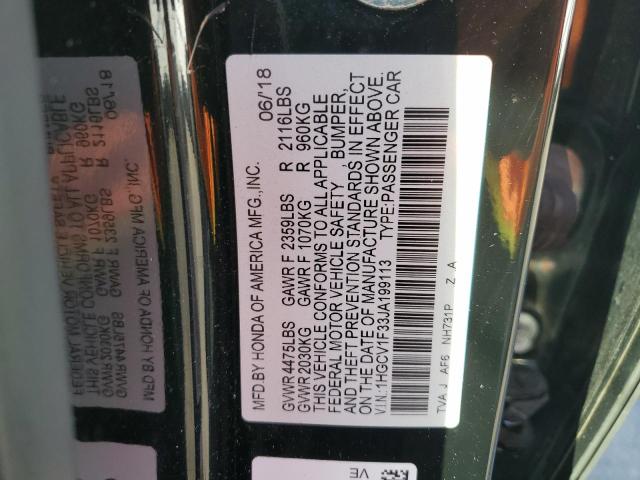 MFD BY HONDA OF AMERICA MFG.,INC. 06/'18
GVWR 4475LBS GAWR F 2359LBS R 2116LBS
GVWR 2030KG GAWR F 1070KG R 960KG
THIS VEHICLE CONFORMS TO ALL APPLICABLE
FEDERAL MOTOR VEHICLE SAFETY , BUMPER,
AND THEFT PREVENTION STANDARDS IN EFFECT
ON THE DATE OF MANUFACTURE SHOWN ABOVE.
V.I.N.:1HGCV1F33JA199113 TYPE:PASSENGER CAR
TVA J AF6 NH731P Z A
VE